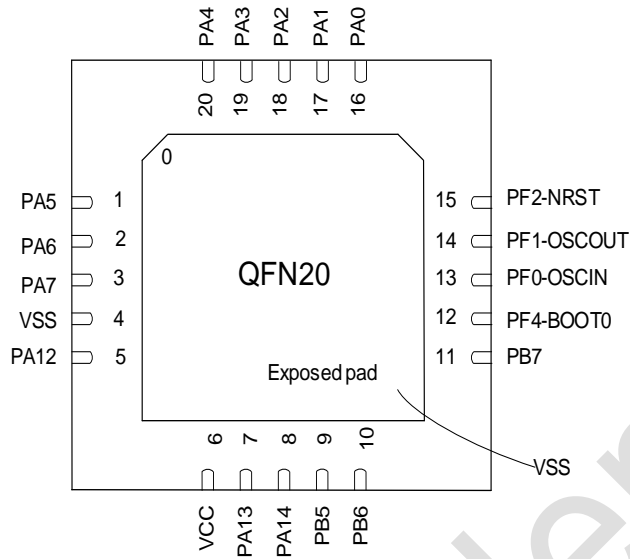 PA4 PA3 PA2 PA1 PA0
20 19 18 17 16
0
PA5 1
PA6 2
PA7 3
VSS 4
PA12 5
QFN20
Exposed pad
15 PF2-NRST
14 PF1-OSCOUT
13 PF0-OSCIN
12 PF4-BOOT0
11 PB7
6 7 8 9 10
VCC PA13 PA14 PB5 PB6
VSS